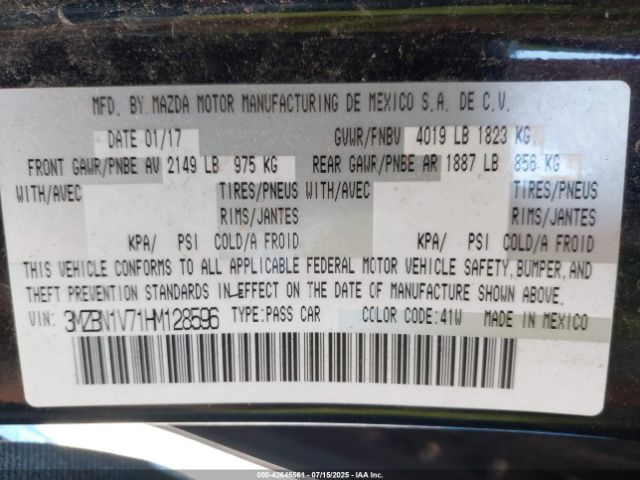 MFD. BY MAZDA MOTOR MANUFACTURING DE MEXICO S.A. DE C.V.
DATE 01/17 GVWR/PNBV 4019 LB 1823 KG
FRONT GAWR/PNBE AV 2149 LB 975 KG REAR GAWR/PNBE AR 1887 LB 856 KG
WITH/AVEC TIRES/PNEUS WITH/AVEC TIRES/PNEUS
RIMS/JANTES RIMS/JANTES
KPA/ PSI COLD/A FROID KPA/ PSI COLD/A FROID
THIS VEHICLE CONFORMS TO ALL APPLICABLE FEDERAL MOTOR VEHICLE SAFETY, BUMPER, AND
THEFT PREVENTION STANDARDS IN EFFECT ON THE DATE OF MANUFACTURE SHOWN ABOVE.
VIN: 3MZBN1V71HM128596 TYPE:PASS CAR COLOR CODE:41W MADE IN MEXICO
000-42646561 - 07/15/2025 - IAA Inc.